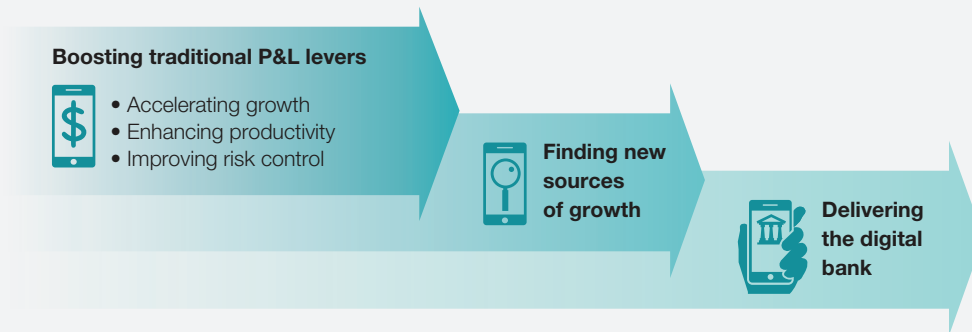 Boosting traditional P&L levers
$
• Accelerating growth
• Enhancing productivity
• Improving risk control
Finding new
sources
of growth
Delivering
the digital
bank